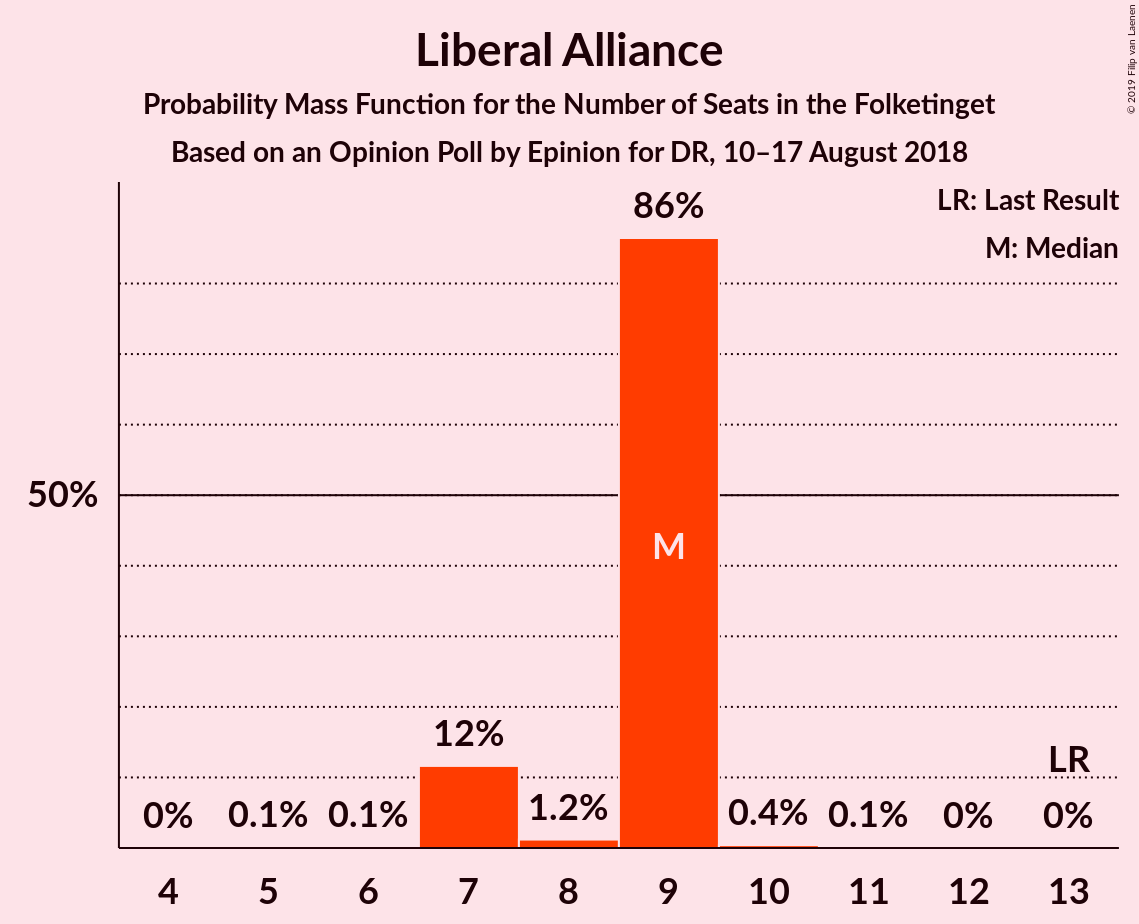 Liberal Alliance
Probability Mass Function for the Number of Seats in the Folketinget
Based on an Opinion Poll by Epinion for DR, 10–17 August 2018
© 2019 Filip van Laenen
LR: Last Result
M: Median
86%
50%
M
12%
LR
0%
0.1%
0.1%
1.2%
0.4%
0.1%
0%
0%
4 5 6 7 8 9 10 11 12 13